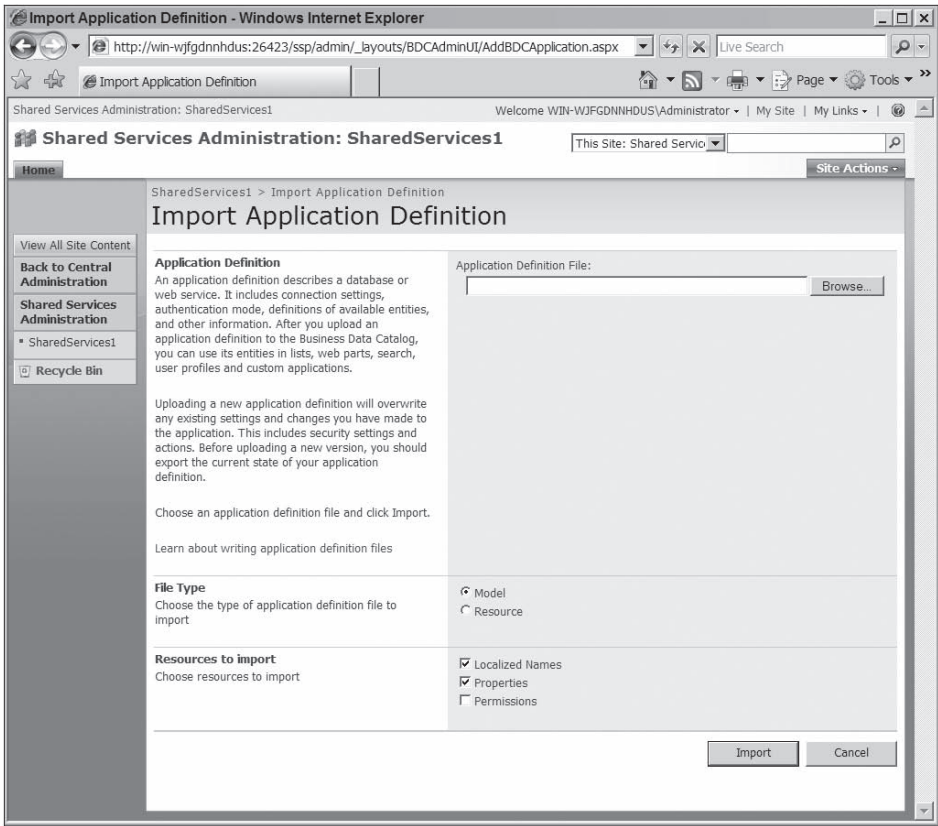 Import Application Definition - Windows Internet Explorer
http://win-wjfgdnnhdus:26423/ssp/admin/_layouts/BDCAdminUI/AddBDCApplication.aspx
Live Search
Import Application Definition
Page
Tools
Shared Services Administration: SharedServices1
Welcome WIN-WJFGDNNHDUS\Administrator
My Site
My Links
Shared Services Administration: SharedServices1
This Site: Shared Servic
Home
Site Actions
SharedServices1 > Import Application Definition
Import Application Definition
View All Site Content
Back to Central
Administration
Shared Services
Administration
SharedServices1
Recycle Bin
Application Definition
An application definition describes a database or
web service. It includes connection settings,
authentication mode, definitions of available entities,
and other information. After you upload an
application definition to the Business Data Catalog,
you can use its entities in lists, web parts, search,
user profiles and custom applications.
Uploading a new application definition will overwrite
any existing settings and changes you have made to
the application. This includes security settings and
actions. Before uploading a new version, you should
export the current state of your application
definition.
Choose an application definition file and click Import.
Learn about writing application definition files
Application Definition File:
Browse...
File Type
Choose the type of application definition file to
import
Model
Resource
Resources to import
Choose resources to import
Localized Names
Properties
Permissions
Import
Cancel